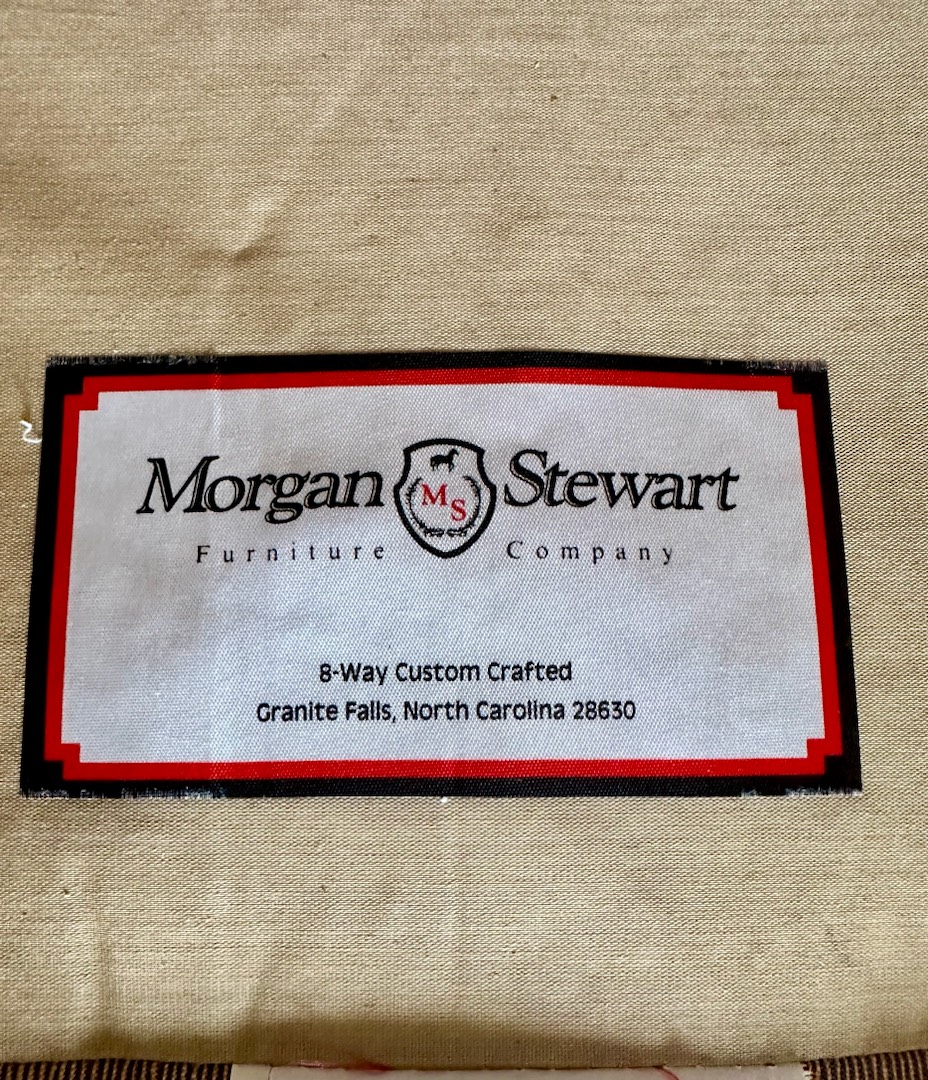 Morgan MS Stewart
Furniture Company
8-Way Custom Crafted
Granite Falls, North Carolina 28630